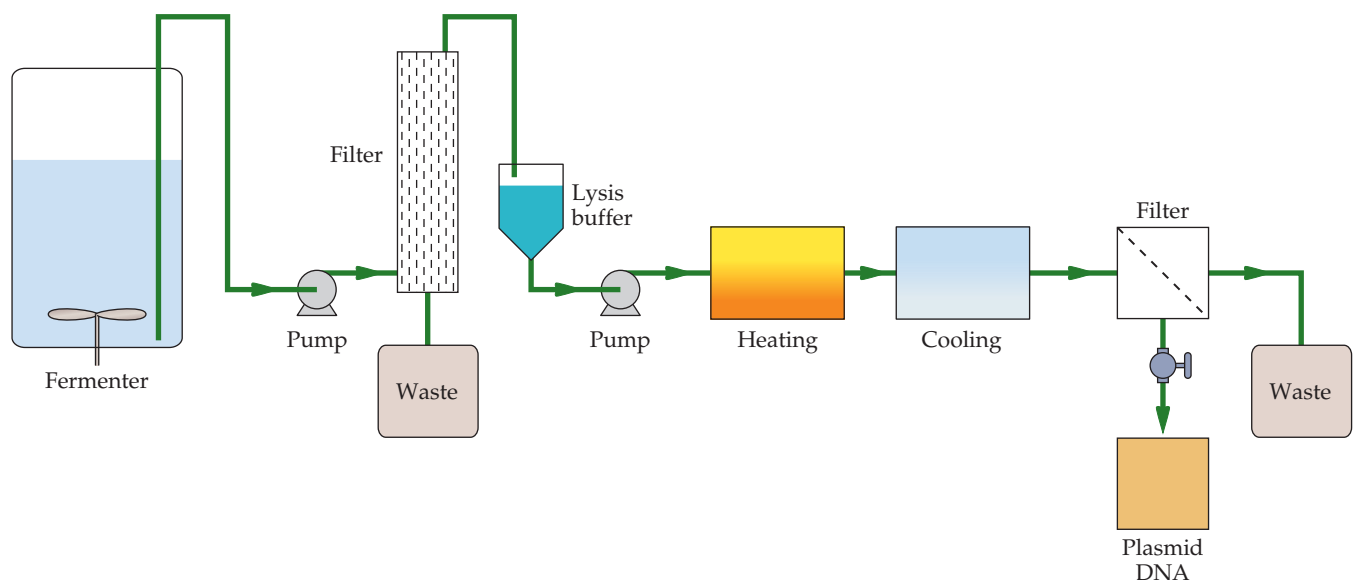 Fermenter
Pump
Filter
Waste
Lysis
buffer
Pump
Heating
Cooling
Filter
Waste
Plasmid
DNA